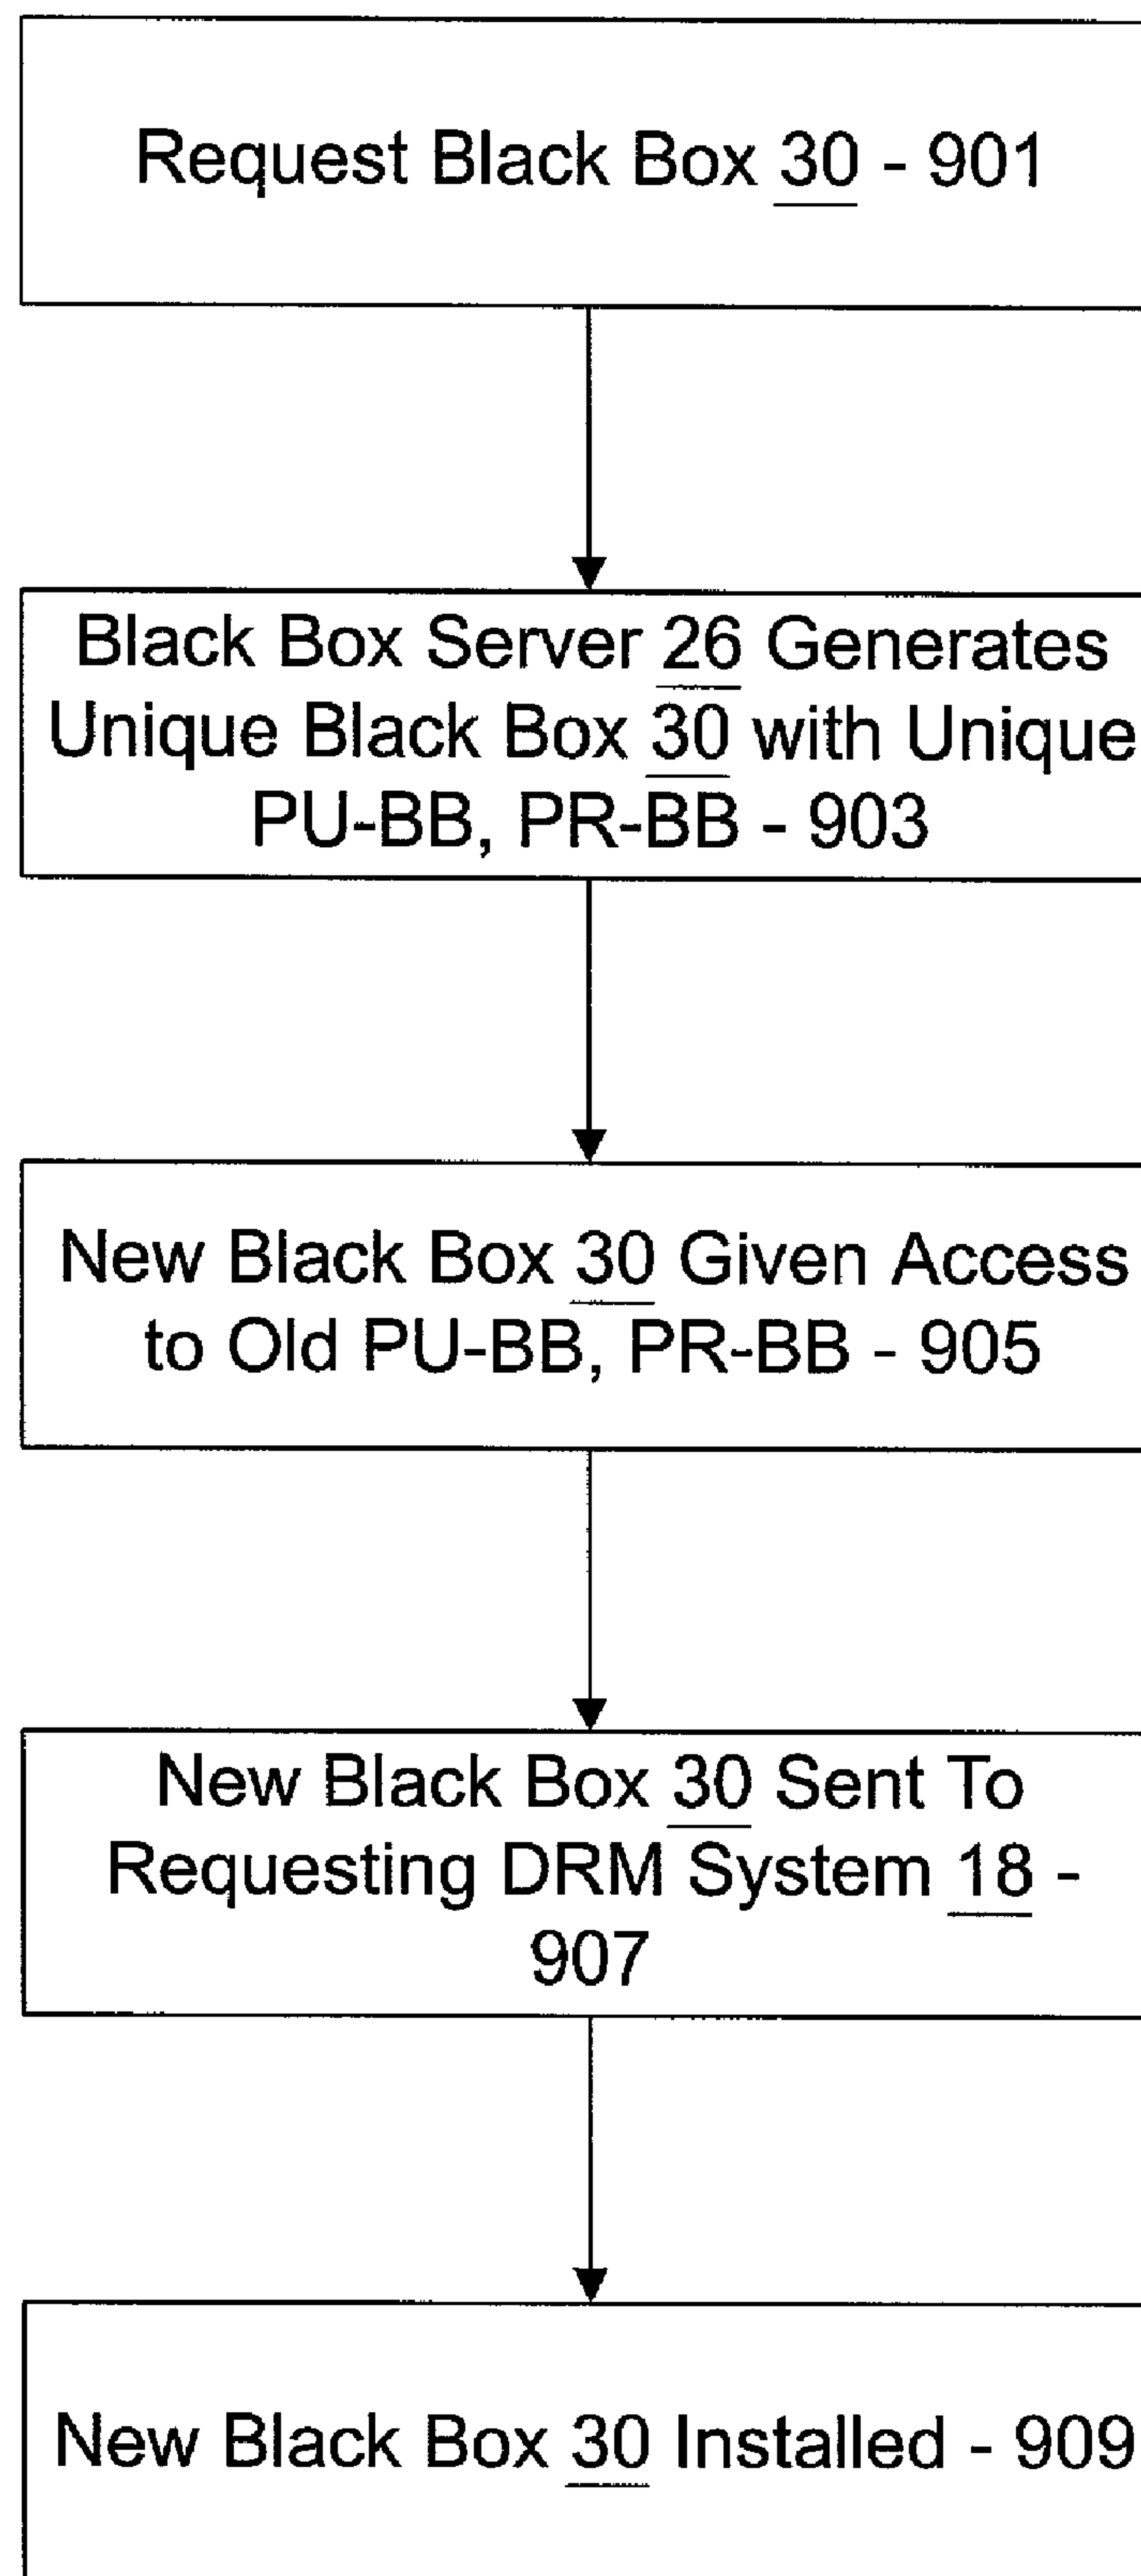 Request Black Box 30 - 901
Black Box Server 26 Generates
Unique Black Box 30 with Unique
PU-BB, PR-BB - 903
New Black Box 30 Given Access
to Old PU-BB, PR-BB - 905
New Black Box 30 Sent To
Requesting DRM System 18 -
907
New Black Box 30 Installed - 909